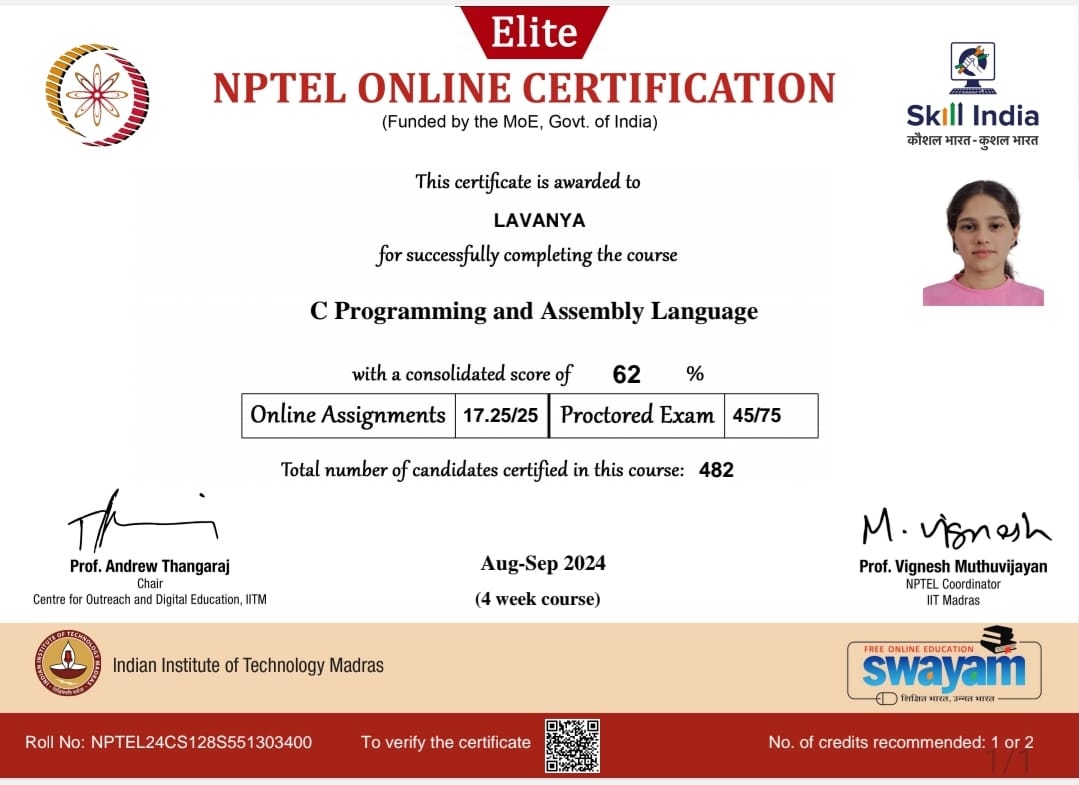 Elite
NPTEL ONLINE CERTIFICATION
(Funded by the MoE, Govt. of India)
Skill India
कौशल भारत - कुशल भारत
This certificate is awarded to
LAVANYA
for successfully completing the course
C Programming and Assembly Language
with a consolidated score of 62 %
Online Assignments 17.25/25 Proctored Exam 45/75
Total number of candidates certified in this course: 482
M. Vignesh
Prof. Andrew Thangaraj
Chair
Centre for Outreach and Digital Education, IITM
Aug-Sep 2024
(4 week course)
Prof. Vignesh Muthuvijayan
NPTEL Coordinator
IIT Madras
INDIAN INSTITUTE OF TECHNOLOGY MADRAS
Indian Institute of Technology Madras
FREE ONLINE EDUCATION
swayam
शिक्षित भारत, उन्नत भारत
Roll No: NPTEL24CS128S551303400
To verify the certificate
No. of credits recommended: 1 or 2
1/1